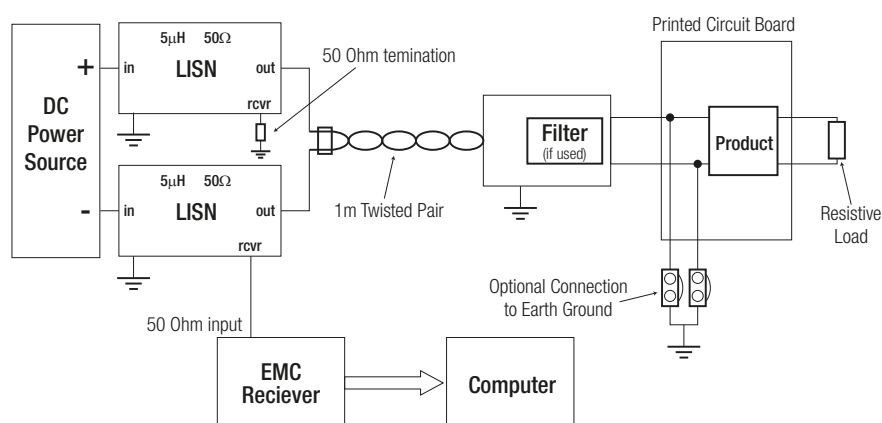 Printed Circuit Board
5µH 50Ω
LISN
in
out
rcvr
50 Ohm temination
+
DC
Power
Source
-
5µH 50Ω
LISN
in
out
rcvr
1m Twisted Pair
Filter
(if used)
Product
Resistive
Load
Optional Connection
to Earth Ground
50 Ohm input
EMC
Reciever
Computer